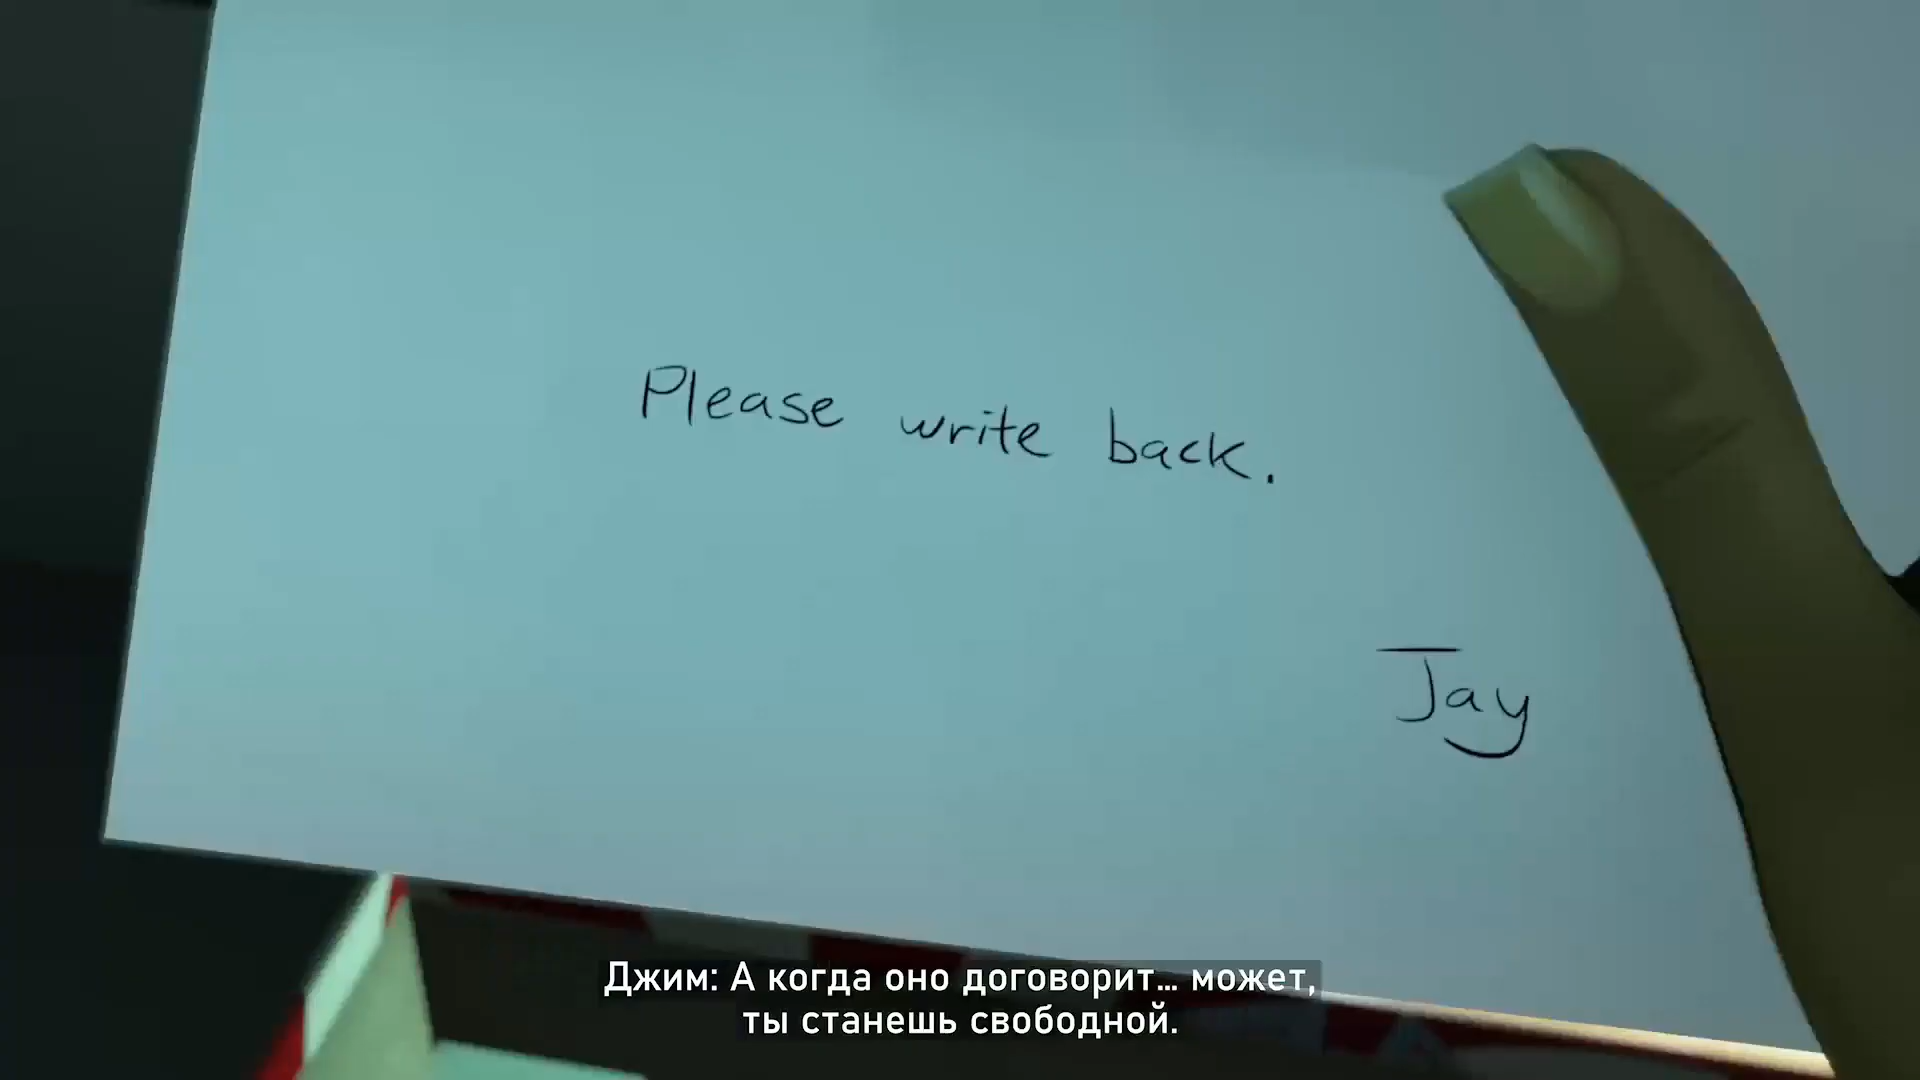 Please write back.
Jay
Джим: А когда оно договорит... может,
ты станешь свободной.